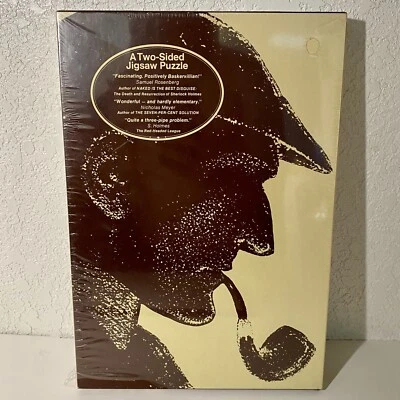 A Two-Sided
Jigsaw Puzzle
"Fascinating. Positively Baskervillian!"
Samuel Rosenberg
Author of NAKED IS THE BEST DISGUISE:
The Death and Resurrection of Sherlock Holmes
"Wonderful — and hardly elementary."
Nicholas Meyer
Author of THE SEVEN-PER-CENT SOLUTION
"Quite a three-pipe problem."
S. Holmes
The Red-Headed League